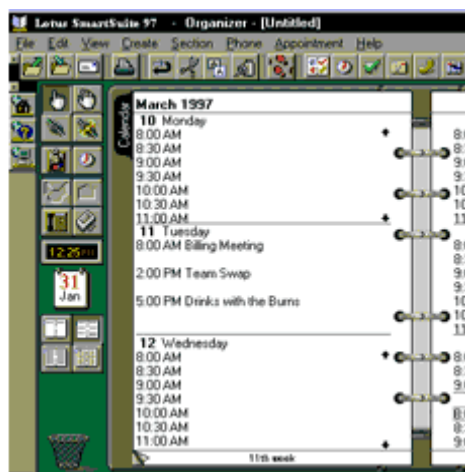 Lotus SmartSuite 97 - Organizer - [Untitled]
File Edit View Create Section Phone Appointment Help
Calendar
March 1997
10 Monday
8:00 AM
8:30 AM
9:00 AM
9:30 AM
10:00 AM
10:30 AM
11:00 AM
11 Tuesday
8:00 AM Billing Meeting
2:00 PM Team Swap
5:00 PM Drinks with the Burns
12 Wednesday
8:00 AM
8:30 AM
9:00 AM
9:30 AM
10:00 AM
10:30 AM
11:00 AM
11th week
12:25PM
31
Jan